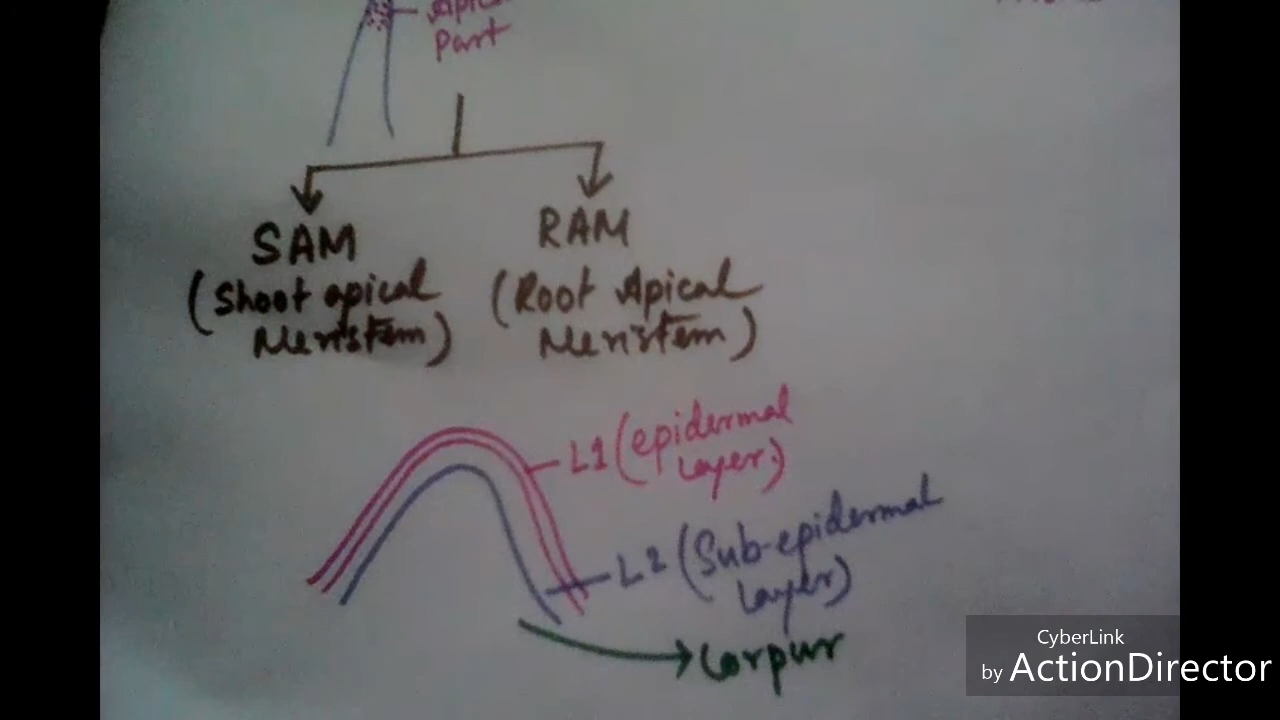 Part
SAM
RAM
(Shoot apical
Meristem)
(Root Apical
Meristem)
L1 (epidermal
Layer.)
L2 (Sub-epidermal
Layer)
Corpus
CyberLink
by ActionDirector